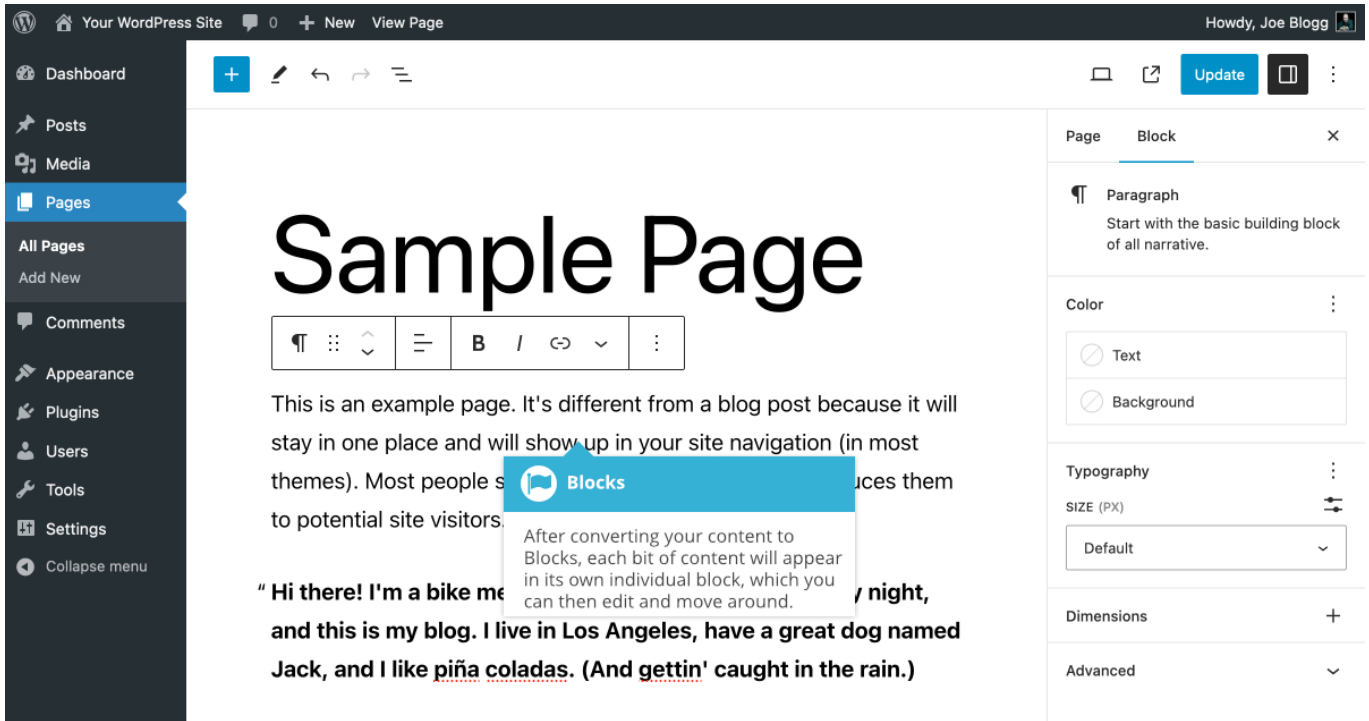 Your WordPress Site 0 New View Page Howdy, Joe Blogg
Dashboard
Posts
Media
Pages
All Pages
Add New
Comments
Appearance
Plugins
Users
Tools
Settings
Collapse menu
Update
Sample Page
B I
This is an example page. It's different from a blog post because it will
stay in one place and will show up in your site navigation (in most
themes). Most people s uces them
to potential site visitors.
Blocks
After converting your content to
Blocks, each bit of content will appear
in its own individual block, which you
can then edit and move around.
“ Hi there! I'm a bike me y night,
and this is my blog. I live in Los Angeles, have a great dog named
Jack, and I like piña coladas. (And gettin' caught in the rain.)
Page Block
Paragraph
Start with the basic building block
of all narrative.
Color
Text
Background
Typography
SIZE (PX)
Default
Dimensions
Advanced